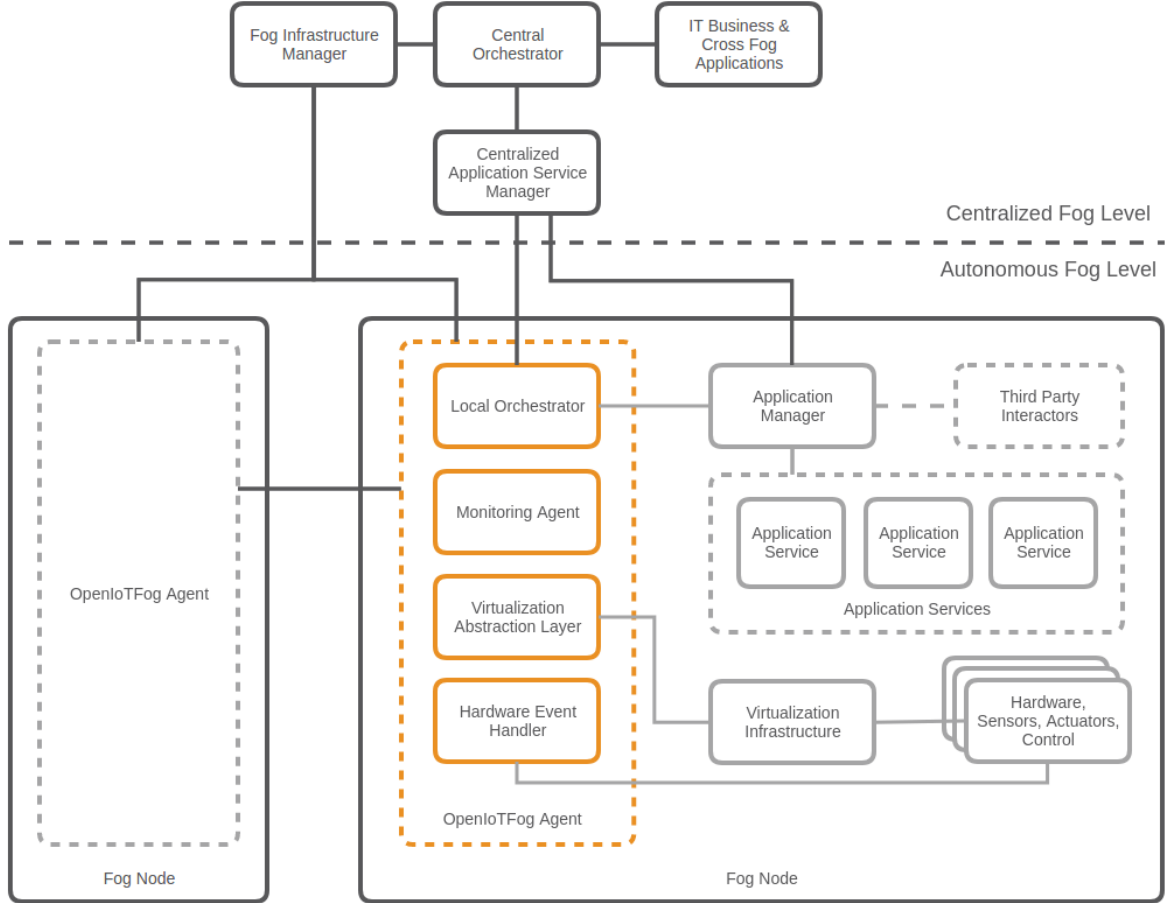 Fog Infrastructure
Manager
Central
Orchestrator
IT Business &
Cross Fog
Applications
Centralized
Application Service
Manager
Centralized Fog Level
Autonomous Fog Level
OpenIoTFog Agent
Fog Node
Local Orchestrator
Monitoring Agent
Virtualization
Abstraction Layer
Hardware Event
Handler
OpenIoTFog Agent
Application
Manager
Third Party
Interactors
Application
Service
Application
Service
Application
Service
Application Services
Virtualization
Infrastructure
Hardware,
Sensors, Actuators,
Control
Fog Node